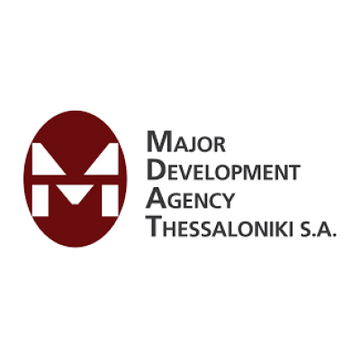 MAJOR
DEVELOPMENT
AGENCY
THESSALONIKI S.A.